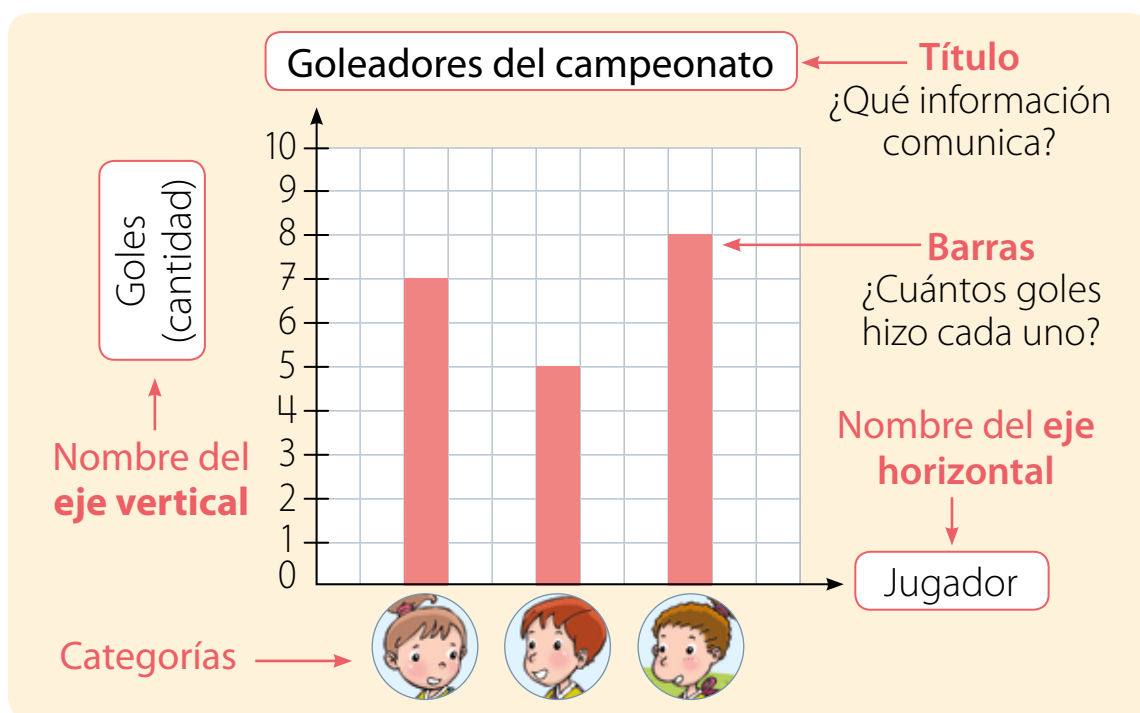 Goleadores del campeonato
Título
¿Qué información
comunica?
Goles
(cantidad)
10
9
8
7
6
5
4
3
2
1
0
Barras
¿Cuántos goles
hizo cada uno?
Nombre del
eje vertical
Nombre del eje
horizontal
Jugador
Categorías